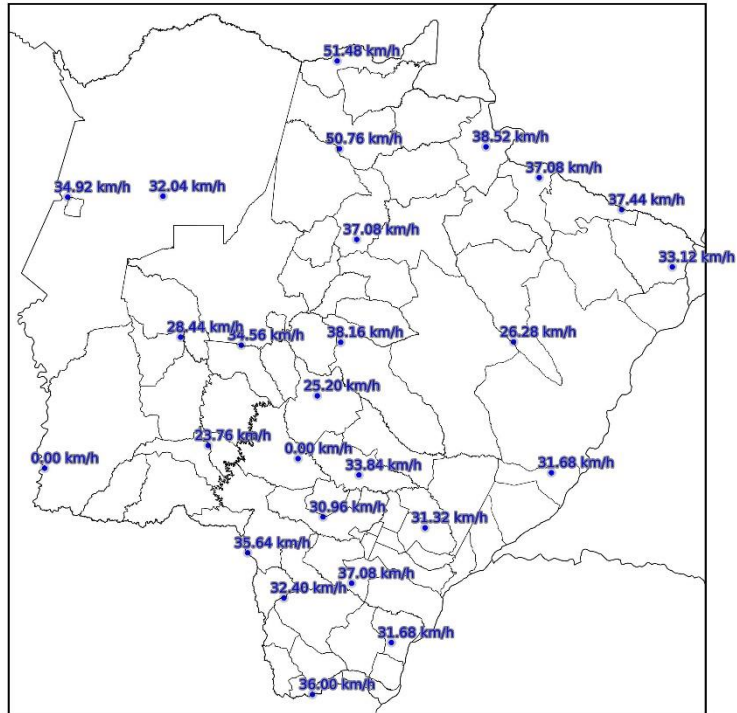 51.48 km/h
50.76 km/h
38.52 km/h
37.08 km/h
34.92 km/h
32.04 km/h
37.44 km/h
37.08 km/h
33.12 km/h
28.44 km/h
34.56 km/h
38.16 km/h
26.28 km/h
25.20 km/h
23.76 km/h
0.00 km/h
0.00 km/h
33.84 km/h
31.68 km/h
30.96 km/h
31.32 km/h
35.64 km/h
32.40 km/h
37.08 km/h
31.68 km/h
36.00 km/h